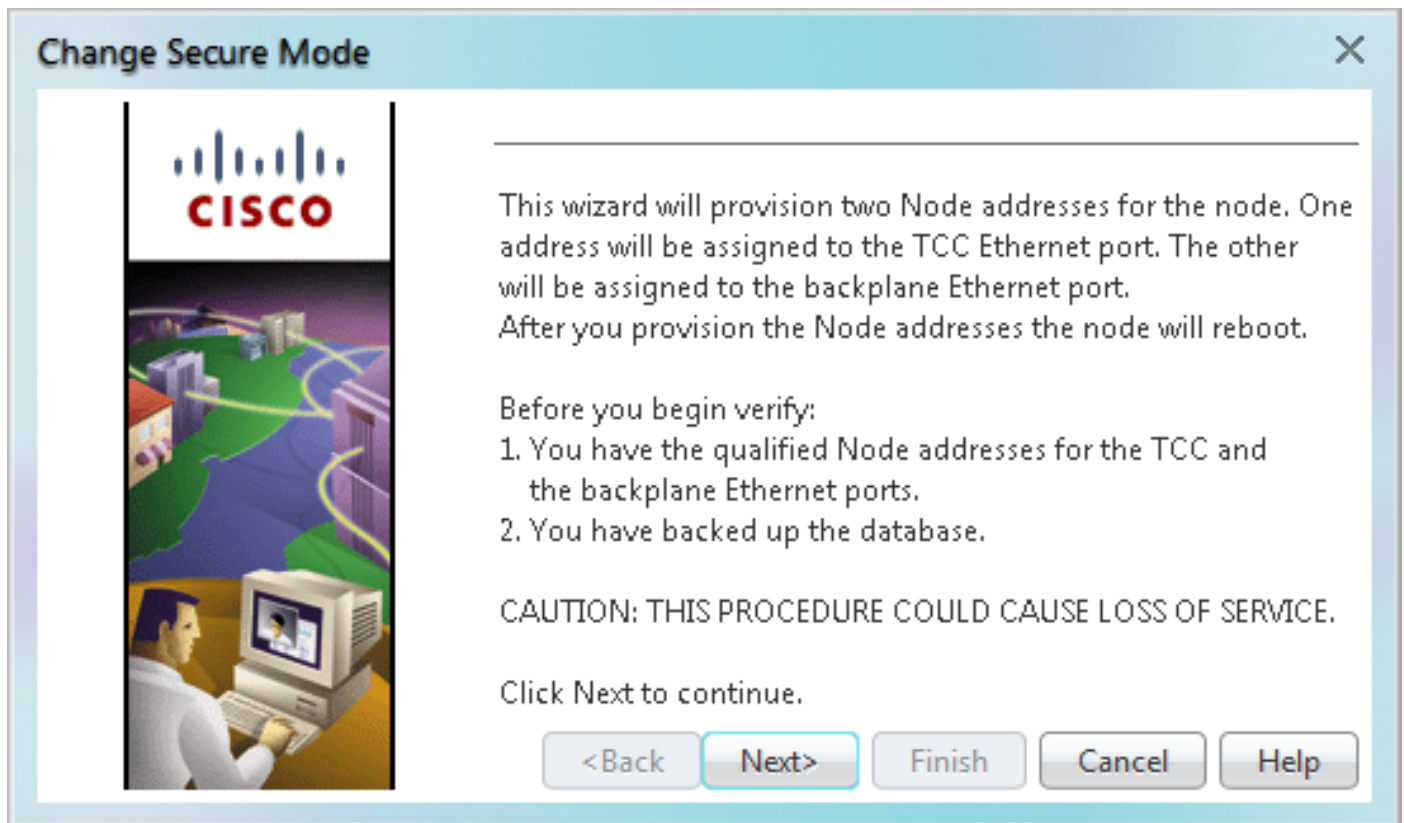 Change Secure Mode
CISCO
This wizard will provision two Node addresses for the node. One
address will be assigned to the TCC Ethernet port. The other
will be assigned to the backplane Ethernet port.
After you provision the Node addresses the node will reboot.
Before you begin verify:
1. You have the qualified Node addresses for the TCC and
the backplane Ethernet ports.
2. You have backed up the database.
CAUTION: THIS PROCEDURE COULD CAUSE LOSS OF SERVICE.
Click Next to continue.
<Back Next> Finish Cancel Help